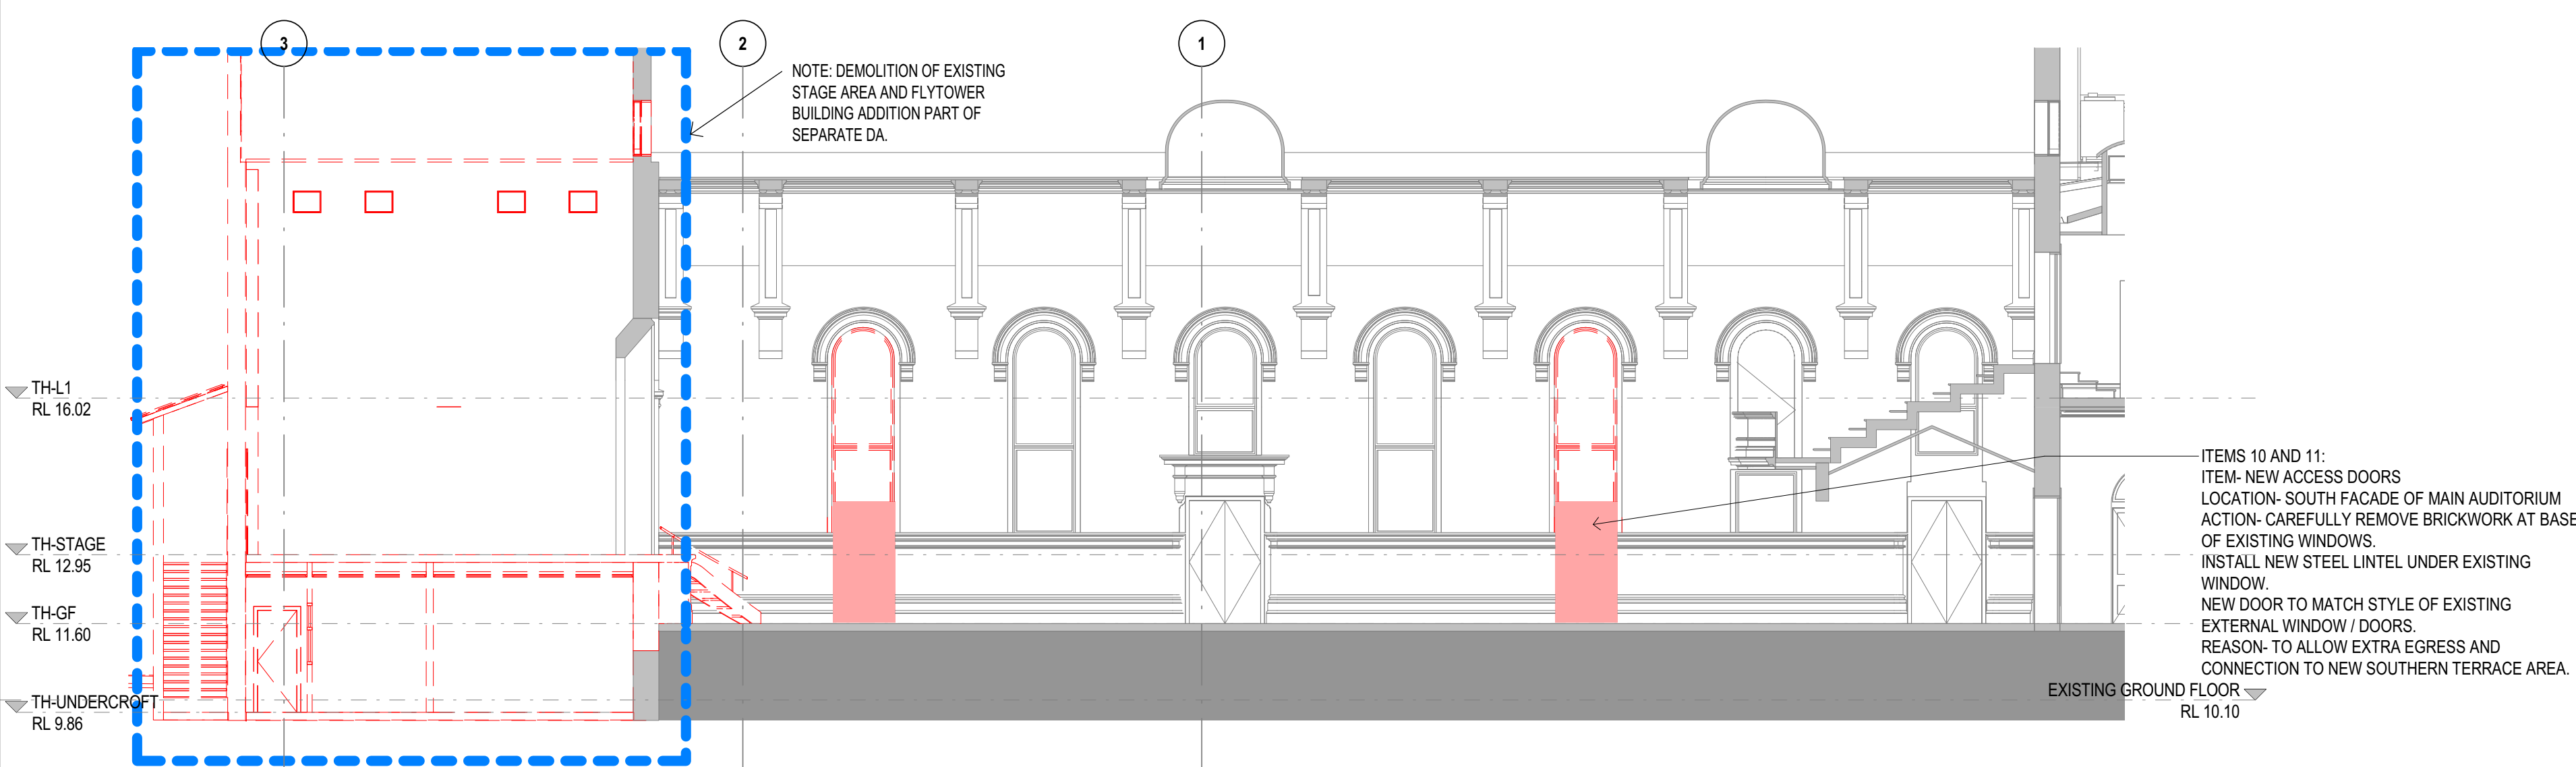 3
2
1
NOTE: DEMOLITION OF EXISTING
STAGE AREA AND FLYTOWER
BUILDING ADDITION PART OF
SEPARATE DA.
TH-L1
RL 16.02
TH-STAGE
RL 12.95
TH-GF
RL 11.60
TH-UNDERCROFT
RL 9.86
ITEMS 10 AND 11:
ITEM- NEW ACCESS DOORS
LOCATION- SOUTH FACADE OF MAIN AUDITORIUM
ACTION- CAREFULLY REMOVE BRICKWORK AT BASE
OF EXISTING WINDOWS.
INSTALL NEW STEEL LINTEL UNDER EXISTING
WINDOW.
NEW DOOR TO MATCH STYLE OF EXISTING
EXTERNAL WINDOW / DOORS.
REASON- TO ALLOW EXTRA EGRESS AND
CONNECTION TO NEW SOUTHERN TERRACE AREA.
EXISTING GROUND FLOOR
RL 10.10